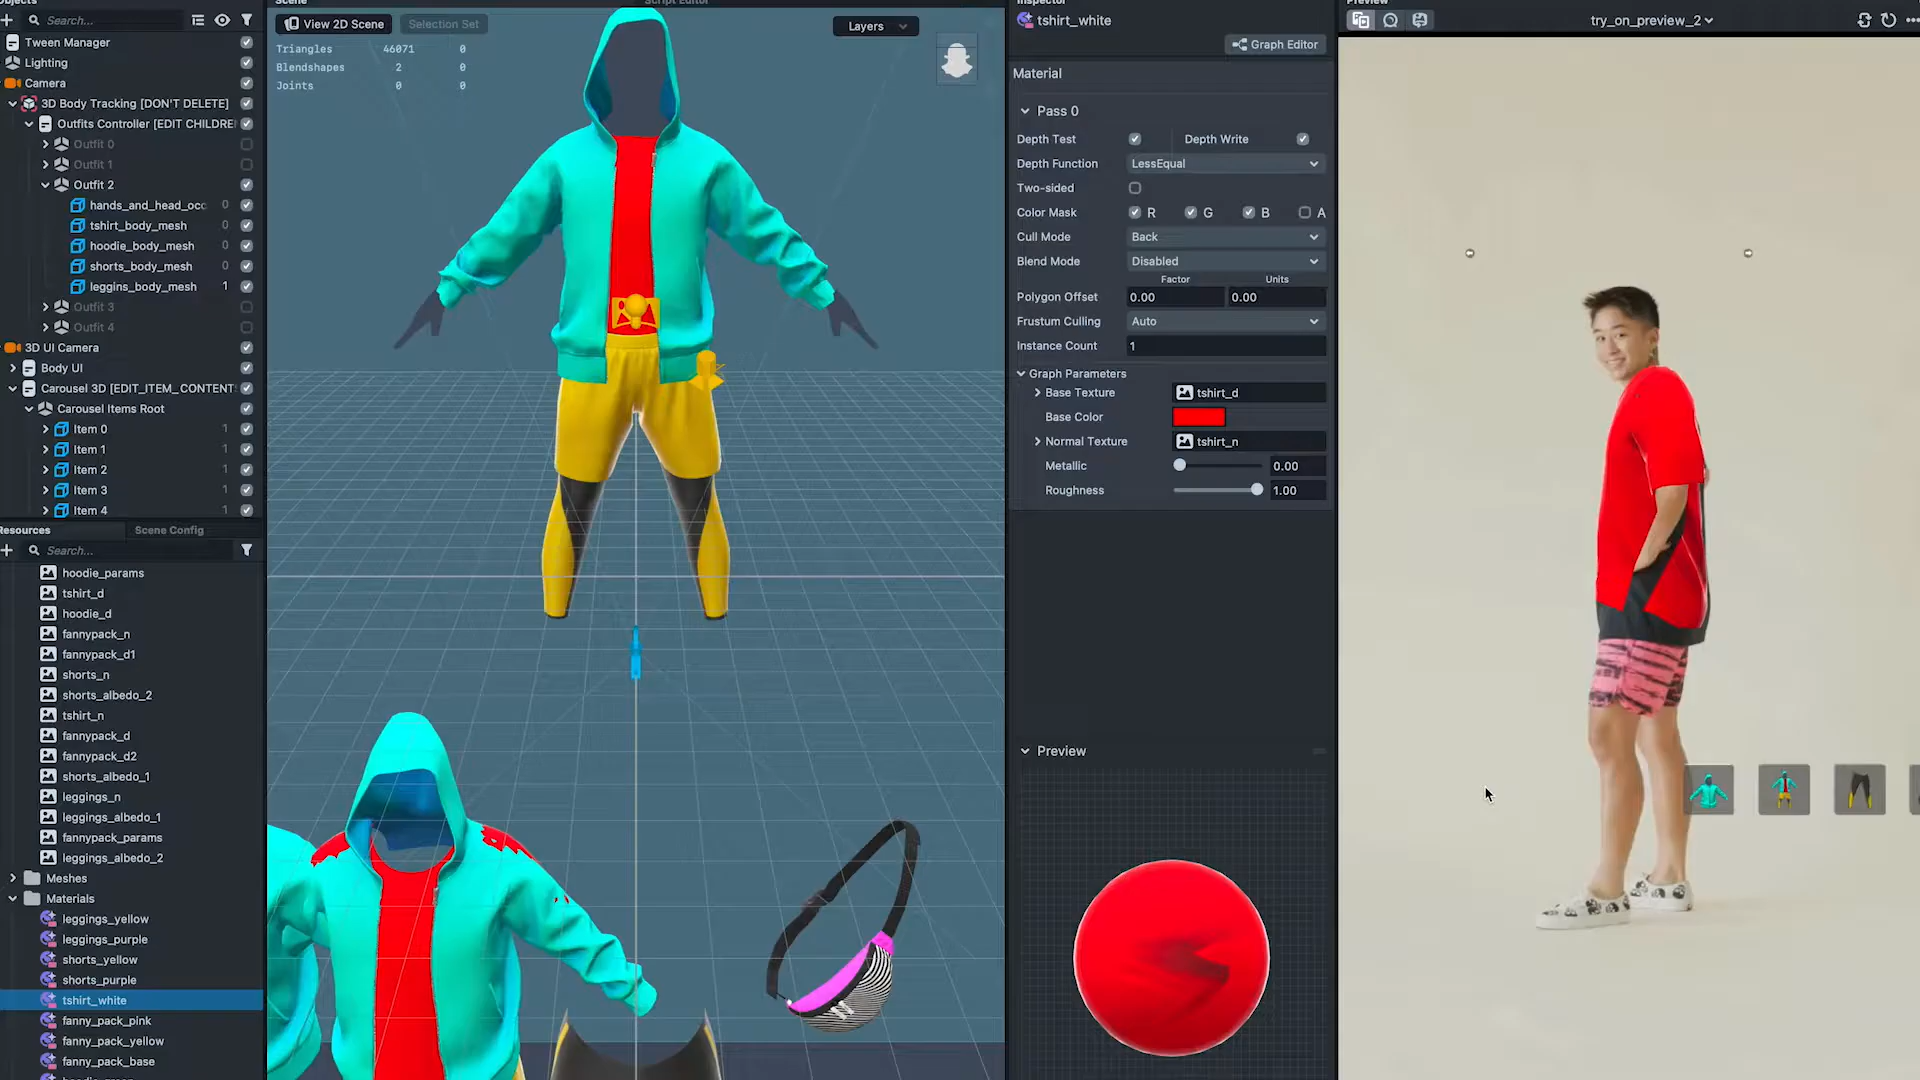 Objects
Search...
Tween Manager
Lighting
Camera
3D Body Tracking [DON'T DELETE]
Outfits Controller [EDIT CHILDRE
Outfit 0
Outfit 1
Outfit 2
hands_and_head_occ 0
tshirt_body_mesh 0
hoodie_body_mesh 0
shorts_body_mesh 0
leggins_body_mesh 1
Outfit 3
Outfit 4
3D UI Camera
Body UI
Carousel 3D [EDIT_ITEM_CONTENT
Carousel Items Root
Item 0 1
Item 1 1
Item 2 1
Item 3 1
Item 4 1
Resources Scene Config
Search...
hoodie_params
tshirt_d
hoodie_d
fannypack_n
fannypack_d1
shorts_n
shorts_albedo_2
tshirt_n
fannypack_d
fannypack_d2
shorts_albedo_1
leggings_n
leggings_albedo_1
fannypack_params
leggings_albedo_2
Meshes
Materials
leggings_yellow
leggings_purple
shorts_yellow
shorts_purple
tshirt_white
fanny_pack_pink
fanny_pack_yellow
fanny_pack_base
Scene Script Editor
View 2D Scene Selection Set
Layers
Triangles 46071 0
Blendshapes 2 0
Joints 0 0
Inspector
tshirt_white
Graph Editor
Material
Pass 0
Depth Test Depth Write
Depth Function LessEqual
Two-sided
Color Mask R G B A
Cull Mode Back
Blend Mode Disabled
Factor Units
Polygon Offset 0.00 0.00
Frustum Culling Auto
Instance Count 1
Graph Parameters
Base Texture tshirt_d
Base Color
Normal Texture tshirt_n
Metallic 0.00
Roughness 1.00
Preview
Preview
try_on_preview_2